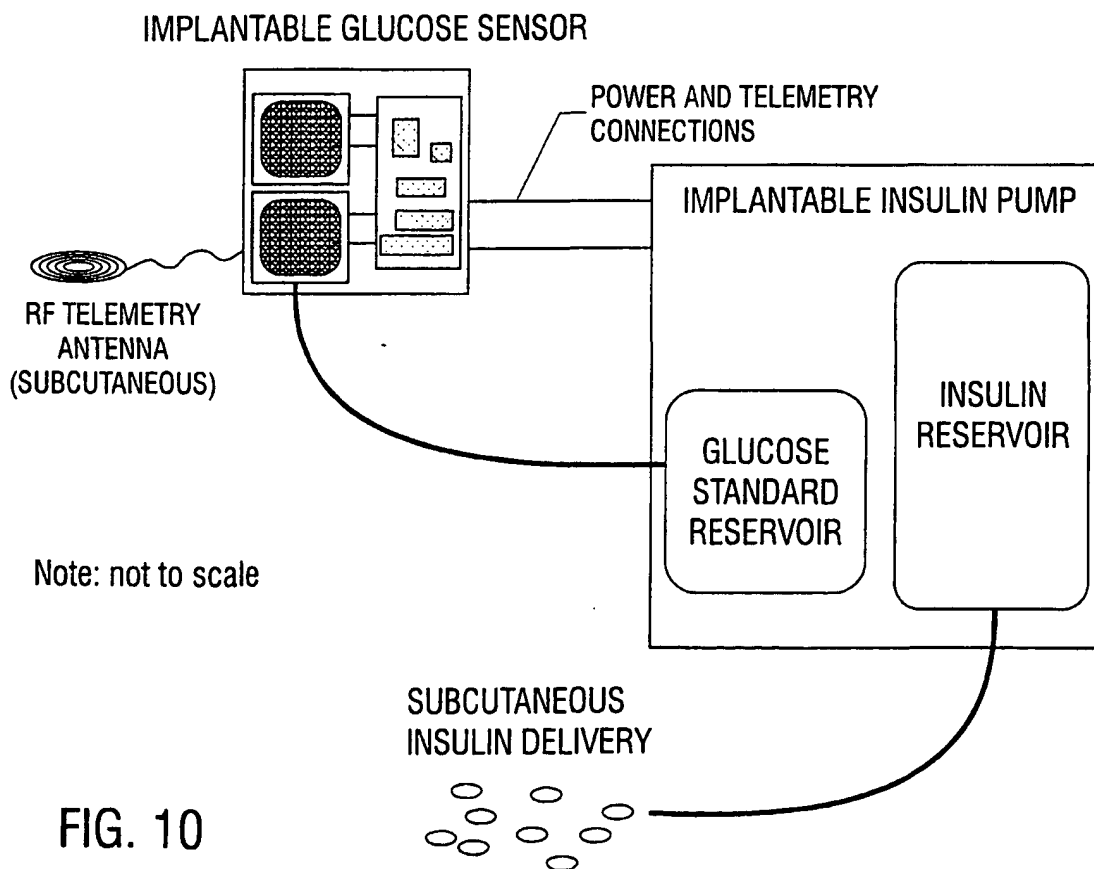 IMPLANTABLE GLUCOSE SENSOR
POWER AND TELEMETRY
CONNECTIONS
IMPLANTABLE INSULIN PUMP
RF TELEMETRY
ANTENNA
(SUBCUTANEOUS)
INSULIN
RESERVOIR
GLUCOSE
STANDARD
RESERVOIR
Note: not to scale
SUBCUTANEOUS
INSULIN DELIVERY
FIG. 10